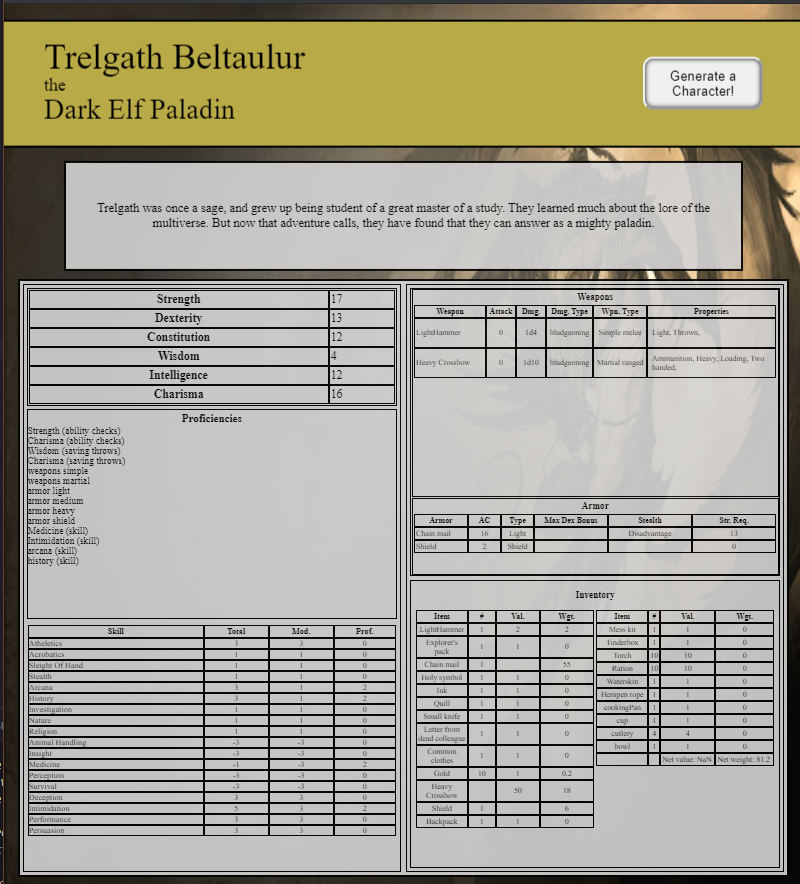 Trelgath Beltaulur
the
Dark Elf Paladin
Generate a
Character!
Trelgath was once a sage, and grew up being student of a great master of a study. They learned much about the lore of the
multiverse. But now that adventure calls, they have found that they can answer as a mighty paladin.
Strength 17
Dexterity 13
Constitution 12
Wisdom 4
Intelligence 12
Charisma 16
Proficiencies
Strength (ability checks)
Charisma (ability checks)
Wisdom (saving throws)
Charisma (saving throws)
weapons simple
weapons martial
armor light
armor medium
armor heavy
armor shield
Medicine (skill)
Intimidation (skill)
arcana (skill)
history (skill)
Skill Total Mod. Prof.
Atheletics 3 3 0
Acrobatics 1 1 0
Sleight Of Hand 1 1 0
Stealth 1 1 0
Arcana 3 1 2
History 3 1 2
Investigation 1 1 0
Nature 1 1 0
Religion 1 1 0
Animal Handling -3 -3 0
Insight -3 -3 0
Medicine -1 -3 2
Perception -3 -3 0
Survival -3 -3 0
Deception 3 3 0
Intimidation 5 3 2
Performance 3 3 0
Persuasion 3 3 0
Weapons
Weapon Attack Dmg. Dmg. Type Wpn. Type Properties
LightHammer 0 1d4 bludgeoning Simple melee Light, Thrown,
Heavy Crossbow 0 1d10 bludgeoning Martial ranged Ammunition, Heavy, Loading, Two
handed,
Armor
Armor AC Type Max Dex Bonus Stealth Str. Req.
Chain mail 16 Light Disadvantage 13
Shield 2 Shield 0
Inventory
Item # Val. Wgt.
LightHammer 1 2 2
Explorer's
pack 1 1 0
Chain mail 1 55
Holy symbol 1 1 0
Ink 1 1 0
Quill 1 1 0
Small knife 1 1 0
Letter from
dead colleague 1 1 0
Common
clothes 1 1 0
Gold 10 1 0.2
Heavy
Crossbow 50 18
Shield 1 6
Backpack 1 1 0
Item # Val. Wgt.
Mess kit 1 1 0
Tinderbox 1 1 0
Torch 10 10 0
Ration 10 10 0
Waterskin 1 1 0
Hempen rope 1 1 0
cookingPan 1 1 0
cup 1 1 0
cutlery 4 4 0
bowl 1 1 0
Net value: NaN Net weight: 81.2